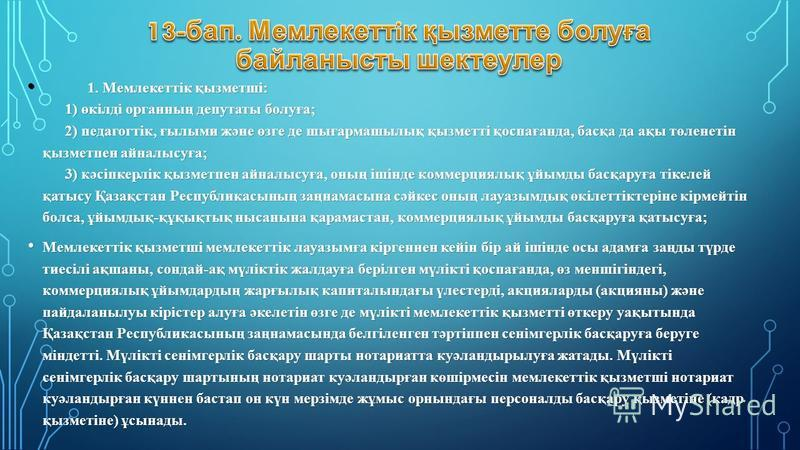 13-бап. Мемлекеттік қызметте болуға
байланысты шектеулер
• 1. Мемлекеттік қызметші:
1) өкілді органның депутаты болуға;
2) педагогтік, ғылыми және өзге де шығармашылық қызметті қоспағанда, басқа да ақы төленетін
қызметпен айналысуға;
3) кәсіпкерлік қызметпен айналысуға, оның ішінде коммерциялық ұйымды басқаруға тікелей
қатысу Қазақстан Республикасының заңнамасына сәйкес оның лауазымдық өкілеттіктеріне кірмейтін
болса, ұйымдық-құқықтық нысанына қарамастан, коммерциялық ұйымды басқаруға қатысуға;
• Мемлекеттік қызметші мемлекеттік лауазымға кіргеннен кейін бір ай ішінде осы адамға заңды түрде
тиесілі ақшаны, сондай-ақ мүліктік жалдауға берілген мүлікті қоспағанда, өз меншігіндегі,
коммерциялық ұйымдардың жарғылық капиталындағы үлестерді, акцияларды (акцияны) және
пайдаланылуы кірістер алуға әкелетін өзге де мүлікті мемлекеттік қызметті өткеру уақытында
Қазақстан Республикасының заңнамасында белгіленген тәртіппен сенімгерлік басқаруға беруге
міндетті. Мүлікті сенімгерлік басқару шарты нотариатта куәландырылуға жатады. Мүлікті
сенімгерлік басқару шартының нотариат куәландырған көшірмесін мемлекеттік қызметші нотариат
куәландырған күннен бастап он күн мерзімде жұмыс орнындағы персоналды басқару қызметіне (кадр
қызметіне) ұсынады.
MyShared